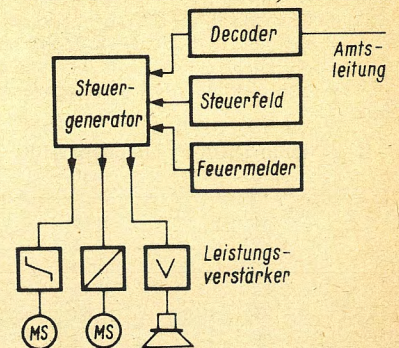 Decoder
Amts-
leitung
Steuer-
generator
Steuerfeld
Feuermelder
Leistungs-
verstärker
V
MS
MS